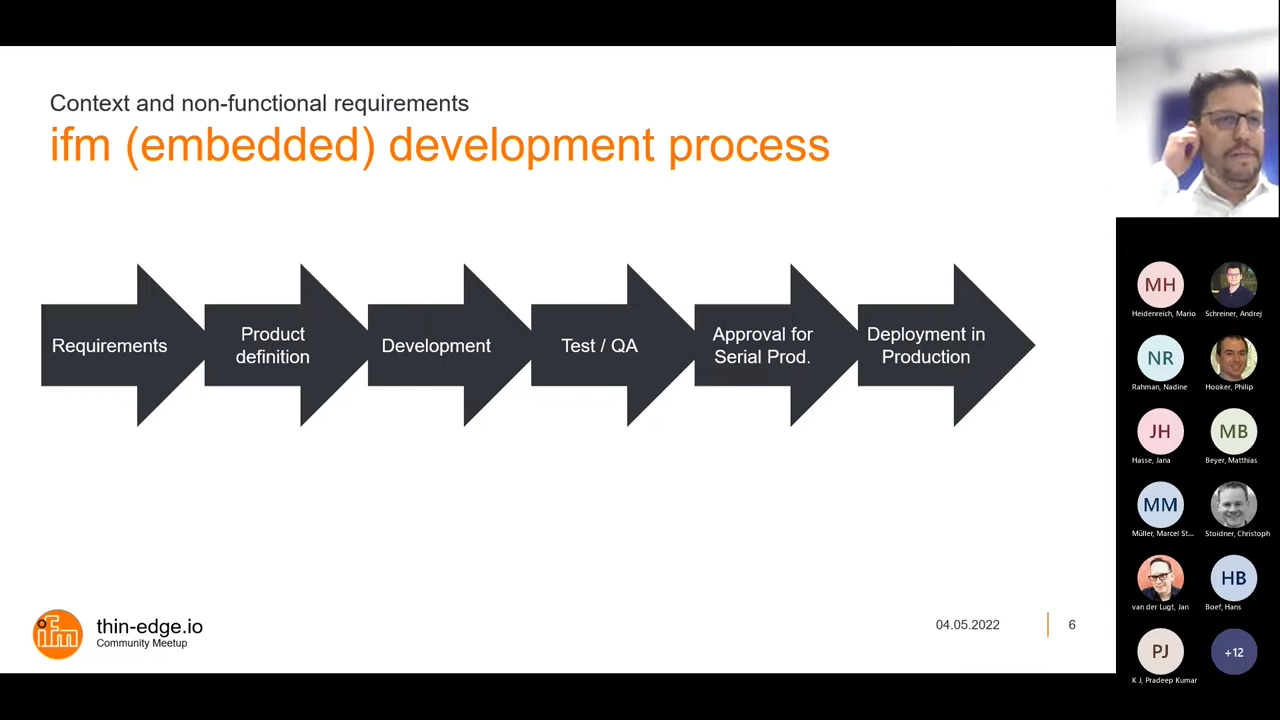 Context and non-functional requirements
ifm (embedded) development process
Requirements
Product
definition
Development
Test / QA
Approval for
Serial Prod.
Deployment in
Production
ifm
thin-edge.io
Community Meetup
04.05.2022
6
MH
Heidenreich, Mario
Schreiner, Andrej
NR
Rahman, Nadine
Hooker, Philip
JH
Hasse, Jana
MB
Beyer, Matthias
MM
Müller, Marcel St...
Stoidner, Christoph
van der Lugt, Jan
HB
Boef, Hans
PJ
K J, Pradeep Kumar
+12